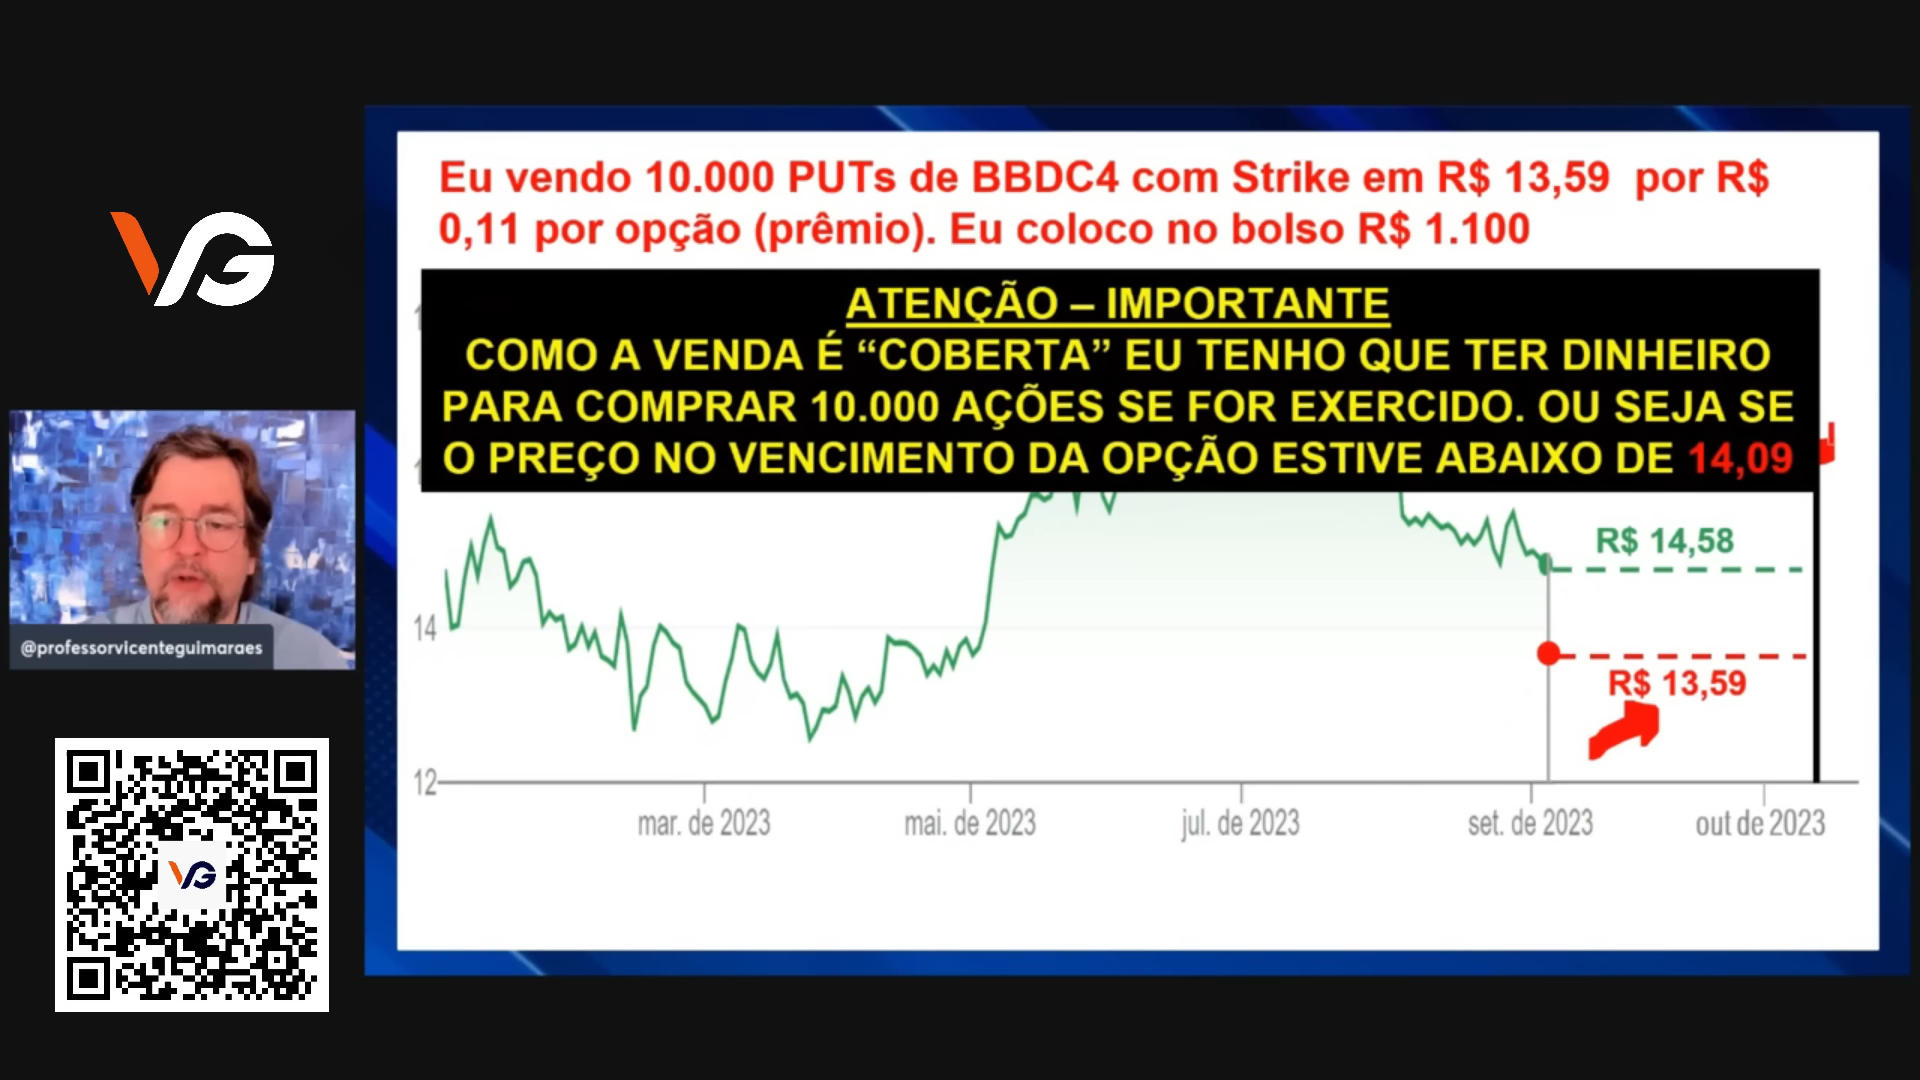 Eu vendo 10.000 PUTs de BBDC4 com Strike em R$ 13,59 por R$
0,11 por opção (prêmio). Eu coloco no bolso R$ 1.100
ATENÇÃO – IMPORTANTE
COMO A VENDA É “COBERTA” EU TENHO QUE TER DINHEIRO
PARA COMPRAR 10.000 AÇÕES SE FOR EXERCIDO. OU SEJA SE
O PREÇO NO VENCIMENTO DA OPÇÃO ESTIVE ABAIXO DE 14,09
R$ 14,58
14
R$ 13,59
12
mar. de 2023
mai. de 2023
jul. de 2023
set. de 2023
out de 2023
VG
@professorvicenteguimaraes
VG